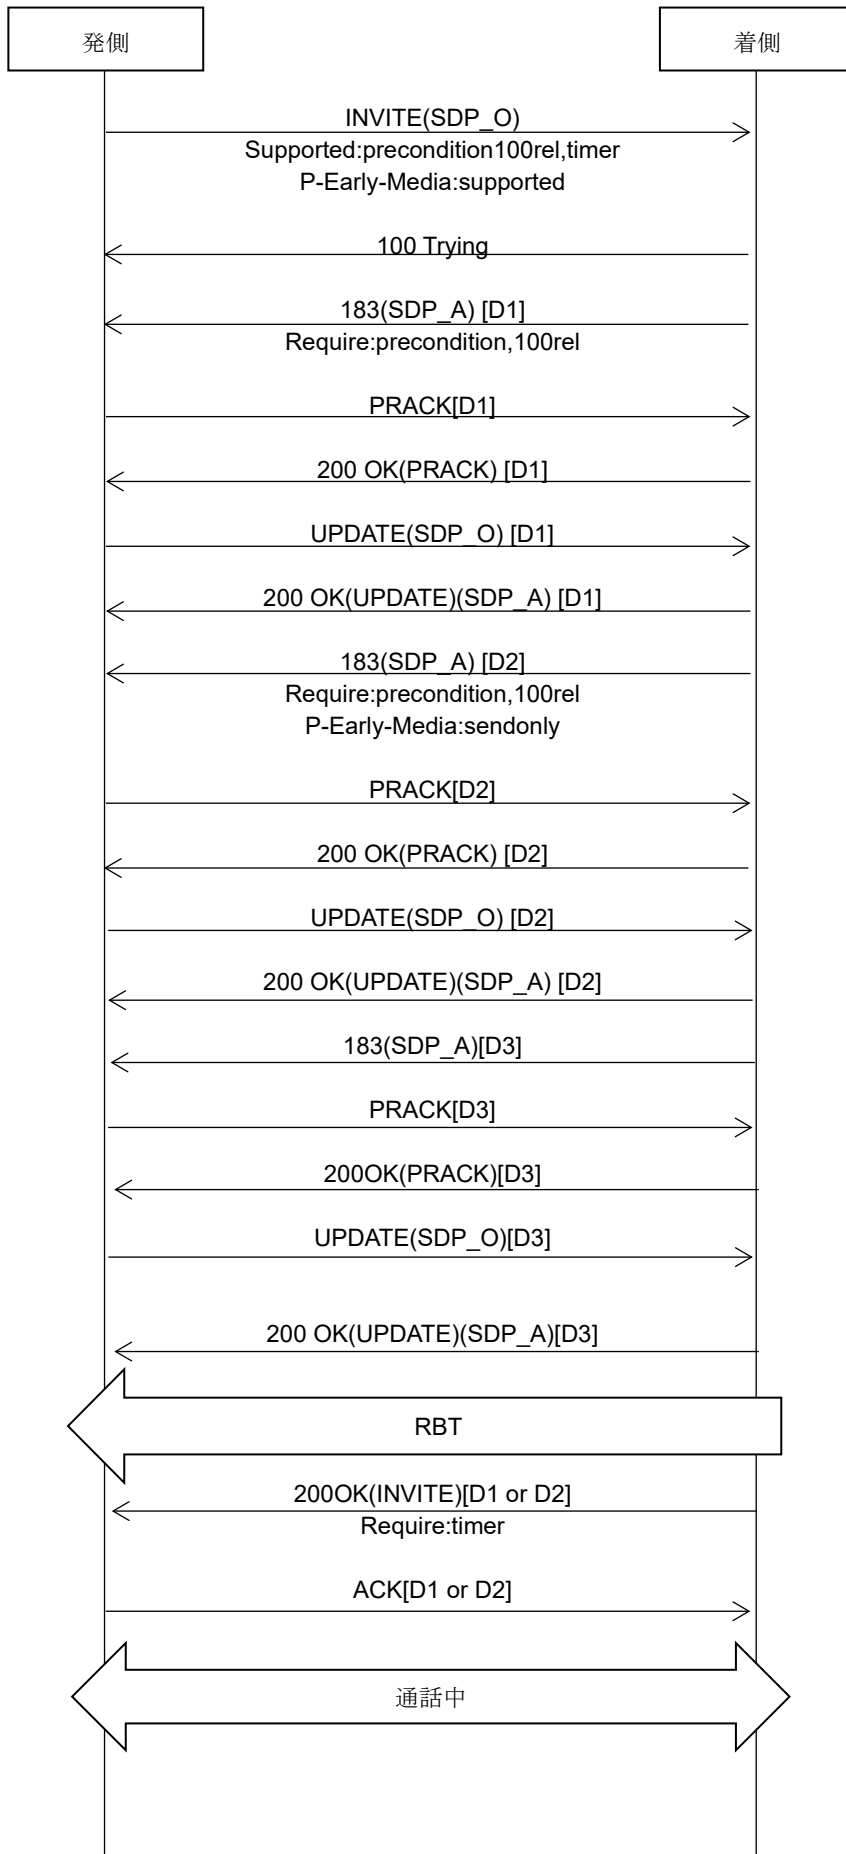 発側
着側
INVITE(SDP_O)
Supported:precondition100rel,timer
P-Early-Media:supported
100 Trying
183(SDP_A) [D1]
Require:precondition,100rel
PRACK[D1]
200 OK(PRACK) [D1]
UPDATE(SDP_O) [D1]
200 OK(UPDATE)(SDP_A) [D1]
183(SDP_A) [D2]
Require:precondition,100rel
P-Early-Media:sendonly
PRACK[D2]
200 OK(PRACK) [D2]
UPDATE(SDP_O) [D2]
200 OK(UPDATE)(SDP_A) [D2]
183(SDP_A)[D3]
PRACK[D3]
200OK(PRACK)[D3]
UPDATE(SDP_O)[D3]
200 OK(UPDATE)(SDP_A)[D3]
RBT
200OK(INVITE)[D1 or D2]
Require:timer
ACK[D1 or D2]
通話中